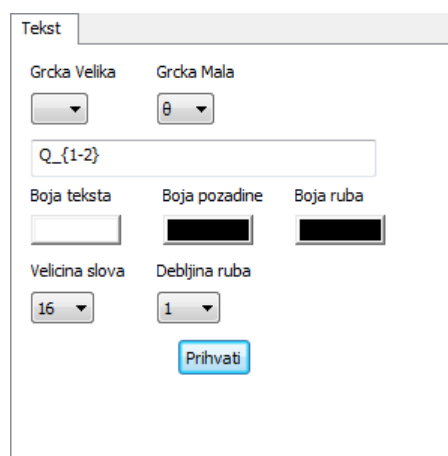 Tekst
Grcka Velika Grcka Mala
θ
Q_{1-2}
Boja teksta Boja pozadine Boja ruba
Velicina slova Debljina ruba
16 1
Prihvati